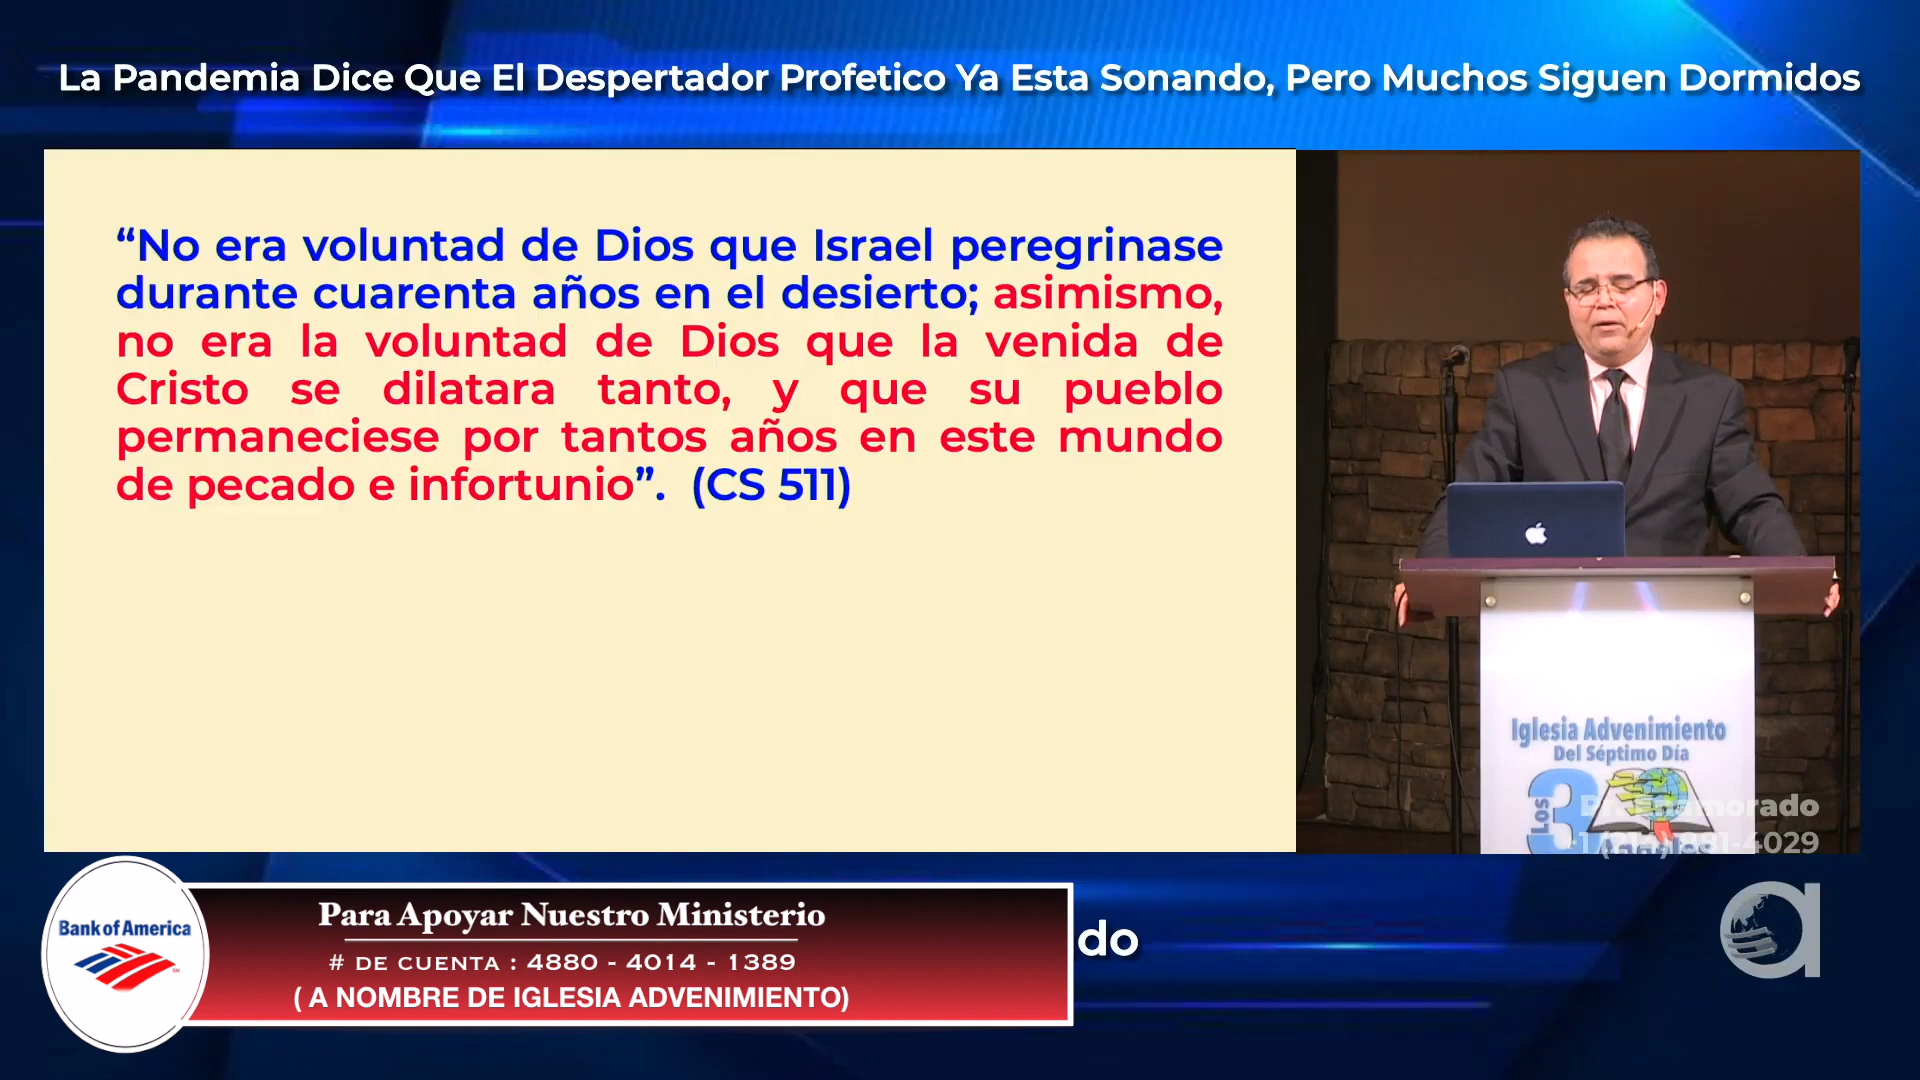 La Pandemia Dice Que El Despertador Profetico Ya Esta Sonando, Pero Muchos Siguen Dormidos
“No era voluntad de Dios que Israel peregrinase
durante cuarenta años en el desierto; asimismo,
no era la voluntad de Dios que la venida de
Cristo se dilatara tanto, y que su pueblo
permaneciese por tantos años en este mundo
de pecado e infortunio”. (CS 511)
Iglesia Advenimiento
Del Séptimo Día
Los 3
Enamorado
4029
Bank of America
Para Apoyar Nuestro Ministerio
# DE CUENTA : 4880 - 4014 - 1389
( A NOMBRE DE IGLESIA ADVENIMIENTO)
do
a